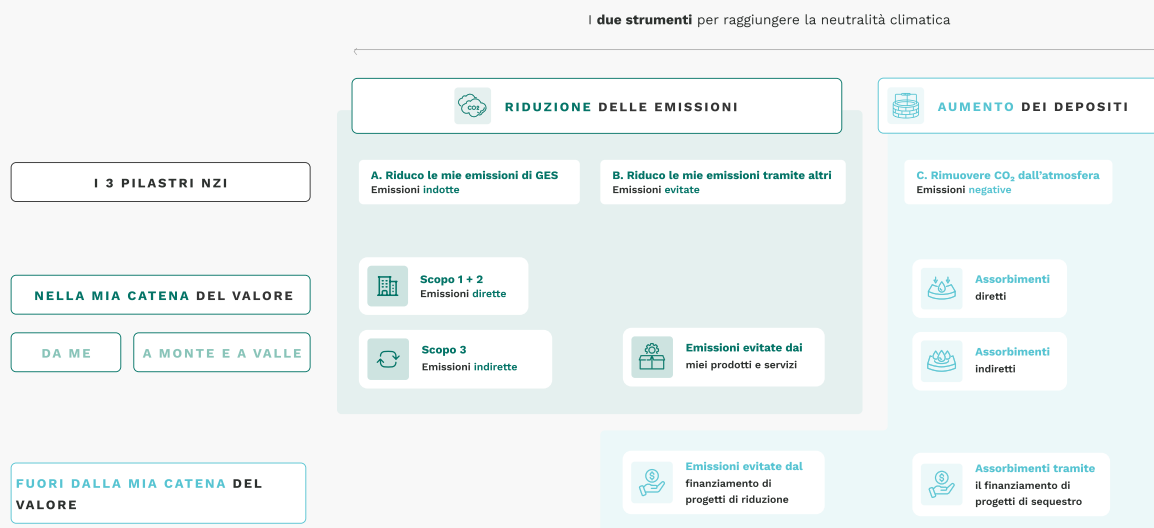 I due strumenti per raggiungere la neutralità climatica
RIDUZIONE DELLE EMISSIONI
CO2
AUMENTO DEI DEPOSITI
I 3 PILASTRI NZI
A. Riduco le mie emissioni di GES
Emissioni indotte
B. Riduco le mie emissioni tramite altri
Emissioni evitate
C. Rimuovere CO₂ dall'atmosfera
Emissioni negative
NELLA MIA CATENA DEL VALORE
DA ME
A MONTE E A VALLE
Scopo 1 + 2
Emissioni dirette
Assorbimenti
diretti
Scopo 3
Emissioni indirette
Emissioni evitate dai
miei prodotti e servizi
Assorbimenti
indiretti
FUORI DALLA MIA CATENA DEL
VALORE
Emissioni evitate dal
finanziamento di
progetti di riduzione
Assorbimenti tramite
il finanziamento di
progetti di sequestro